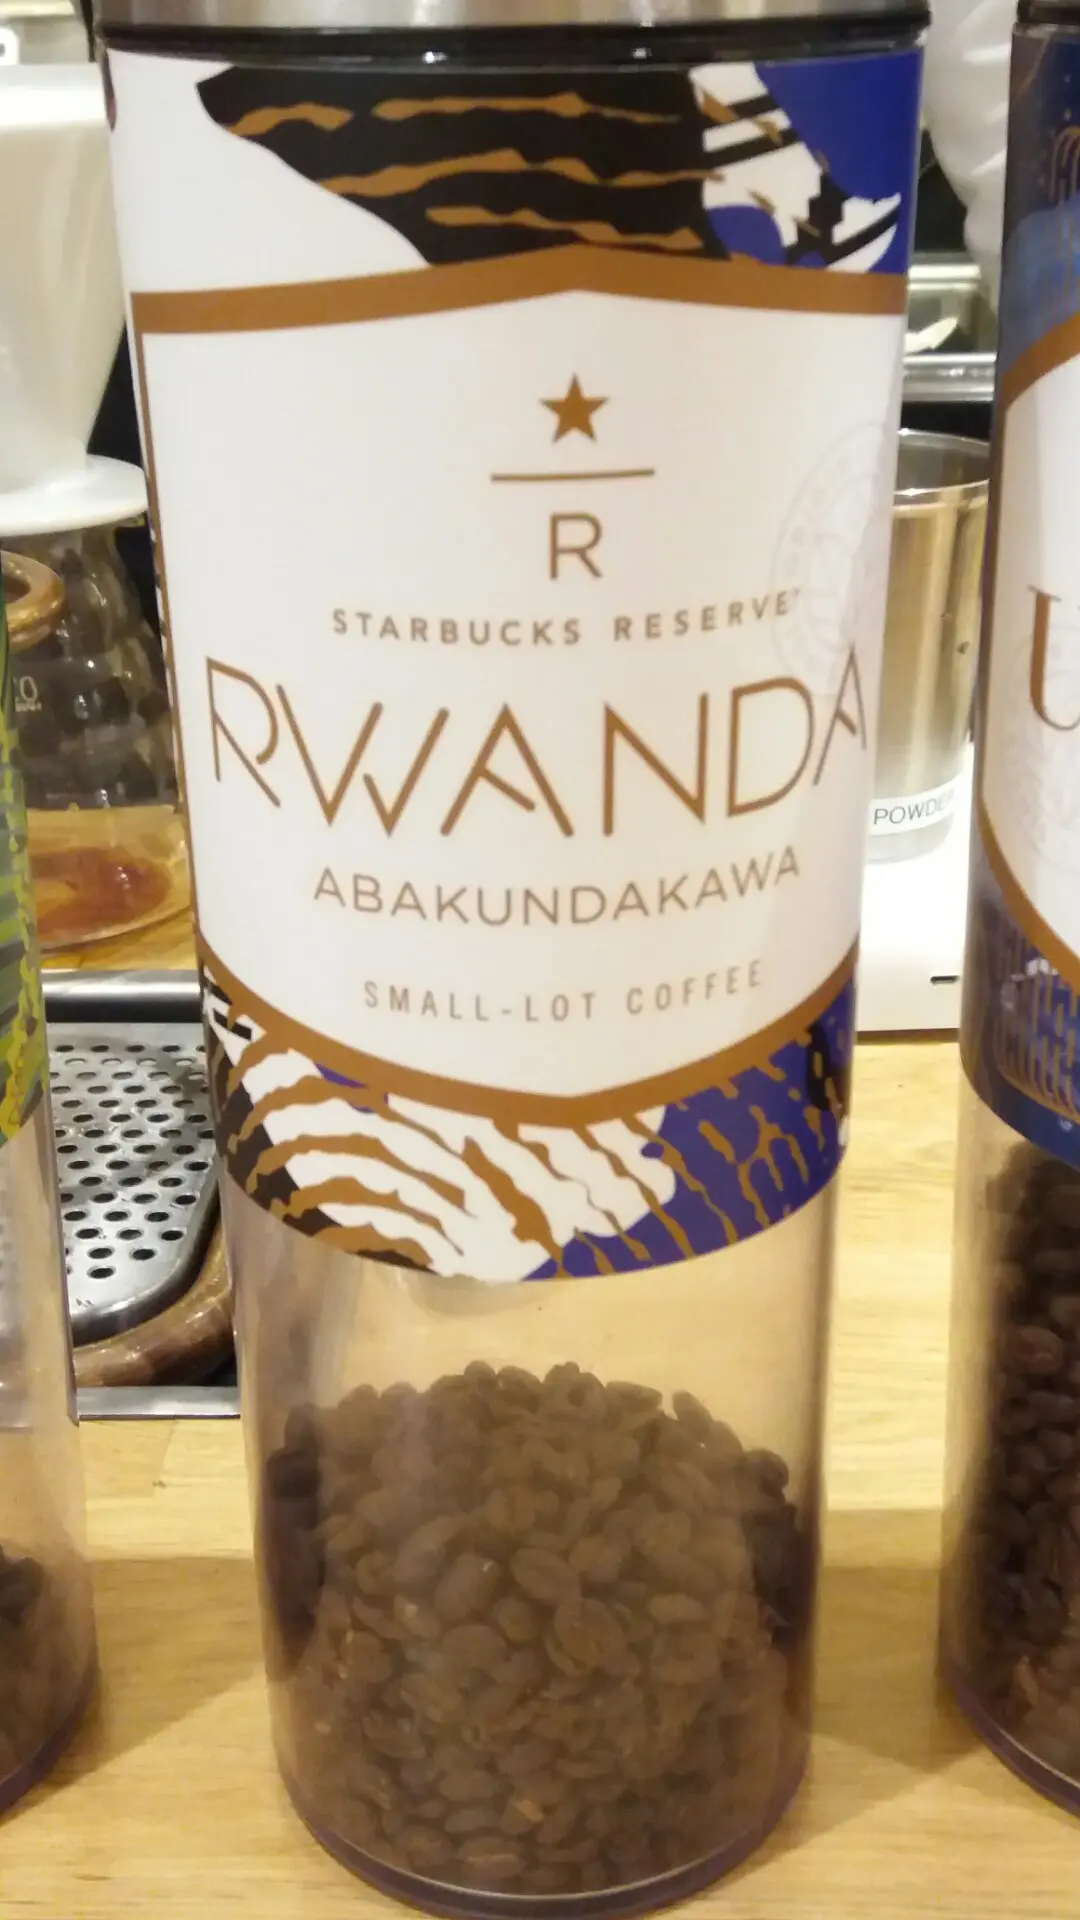 R
STARBUCKS RESERVE
RWANDA
ABAKUNDAKAWA
SMALL-LOT COFFEE
POWDER
U